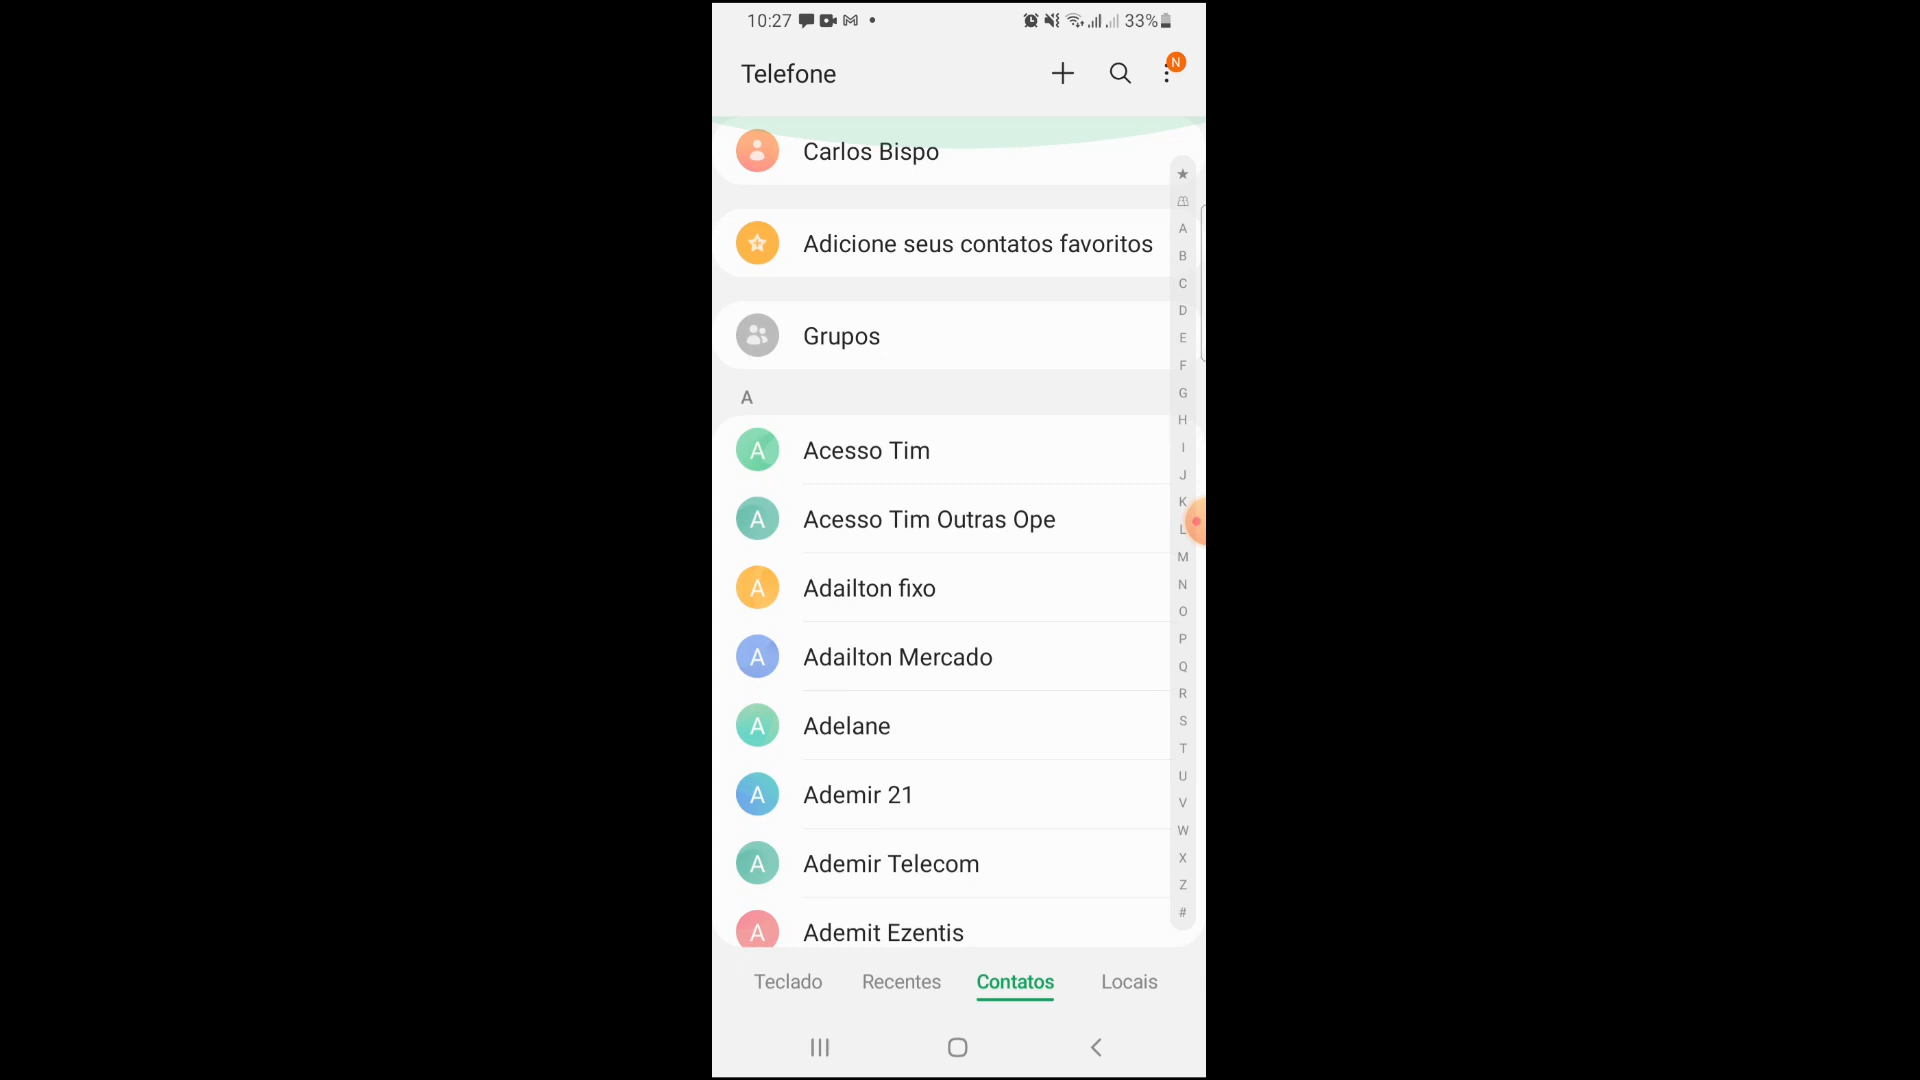 10:27
33%
Telefone
N
Carlos Bispo
Adicione seus contatos favoritos
Grupos
A
A Acesso Tim
A Acesso Tim Outras Ope
A Adailton fixo
A Adailton Mercado
A Adelane
A Ademir 21
A Ademir Telecom
A Ademit Ezentis
A
B
C
D
E
F
G
H
I
J
K
L
M
N
O
P
Q
R
S
T
U
V
W
X
Z
#
Teclado Recentes Contatos Locais